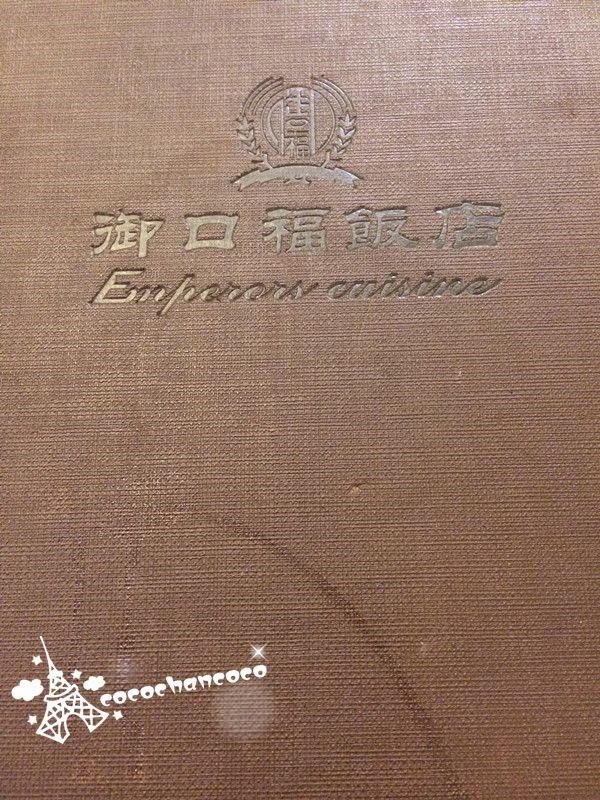 御口福飯店
Emperors cuisine
cocochancoco